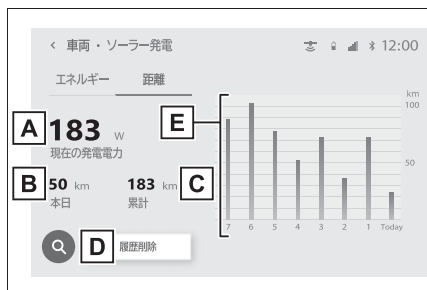 < 車両・ソーラー発電
12:00
エネルギー 距離
A 183 W
現在の発電電力
B 50 km
本日
183 km C
累計
D 履歴削除
E
km
100
50
7 6 5 4 3 2 1 Today